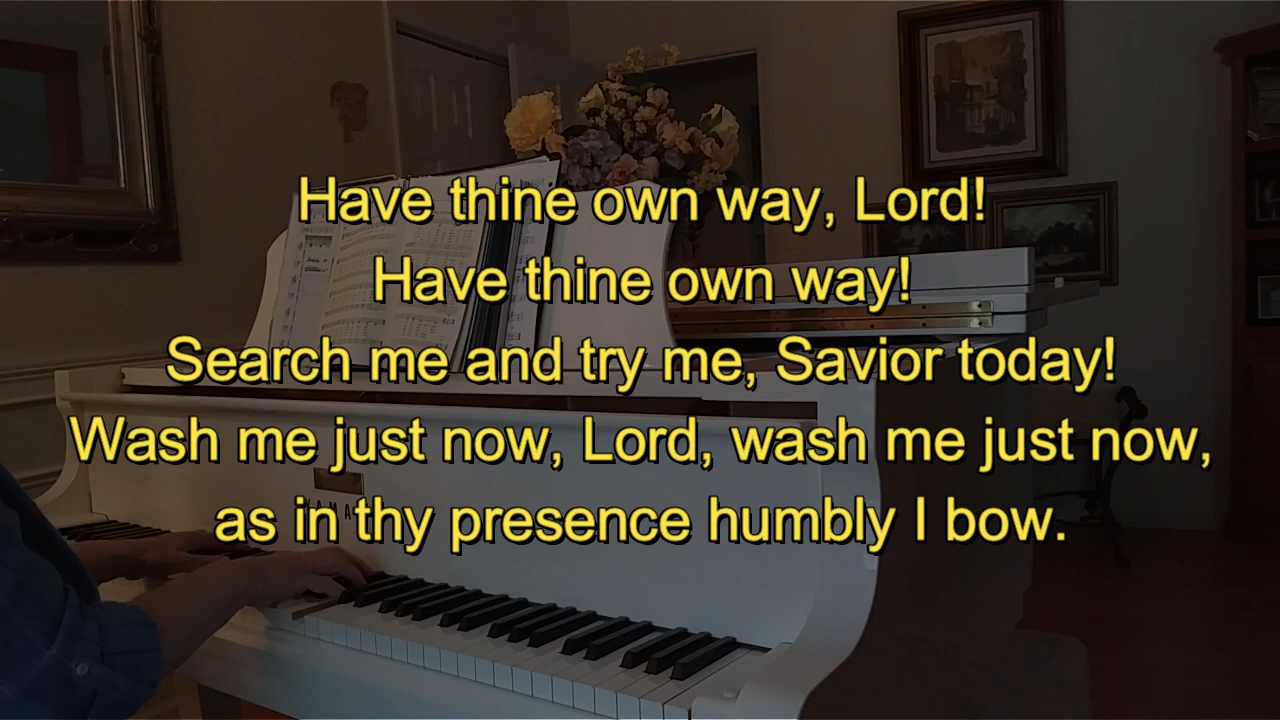 Have thine own way, Lord!
Have thine own way!
Search me and try me, Savior today!
Wash me just now, Lord, wash me just now,
as in thy presence humbly I bow.